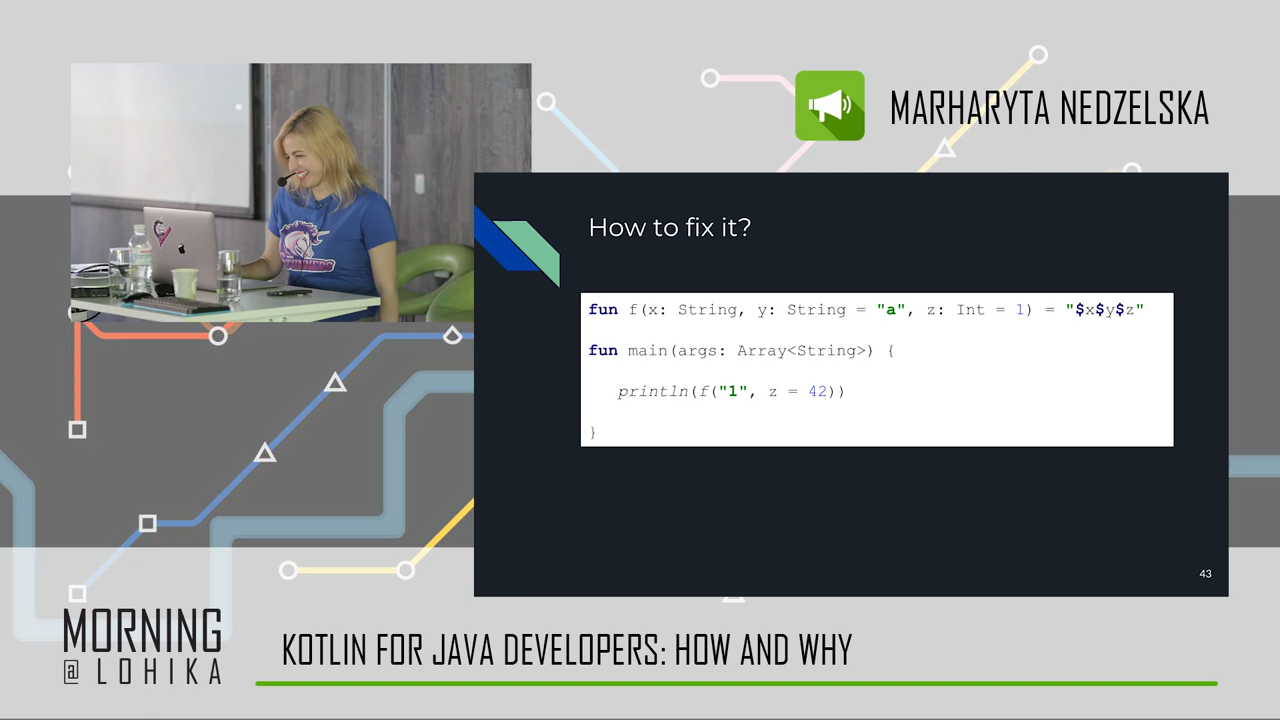 MARHARYTA NEDZELSKA
How to fix it?
fun f(x: String, y: String = "a", z: Int = 1) = "$x$y$z"
fun main(args: Array<String>) {
println(f("1", z = 42))
}
43
MORNING
@ LOHIKA
KOTLIN FOR JAVA DEVELOPERS: HOW AND WHY